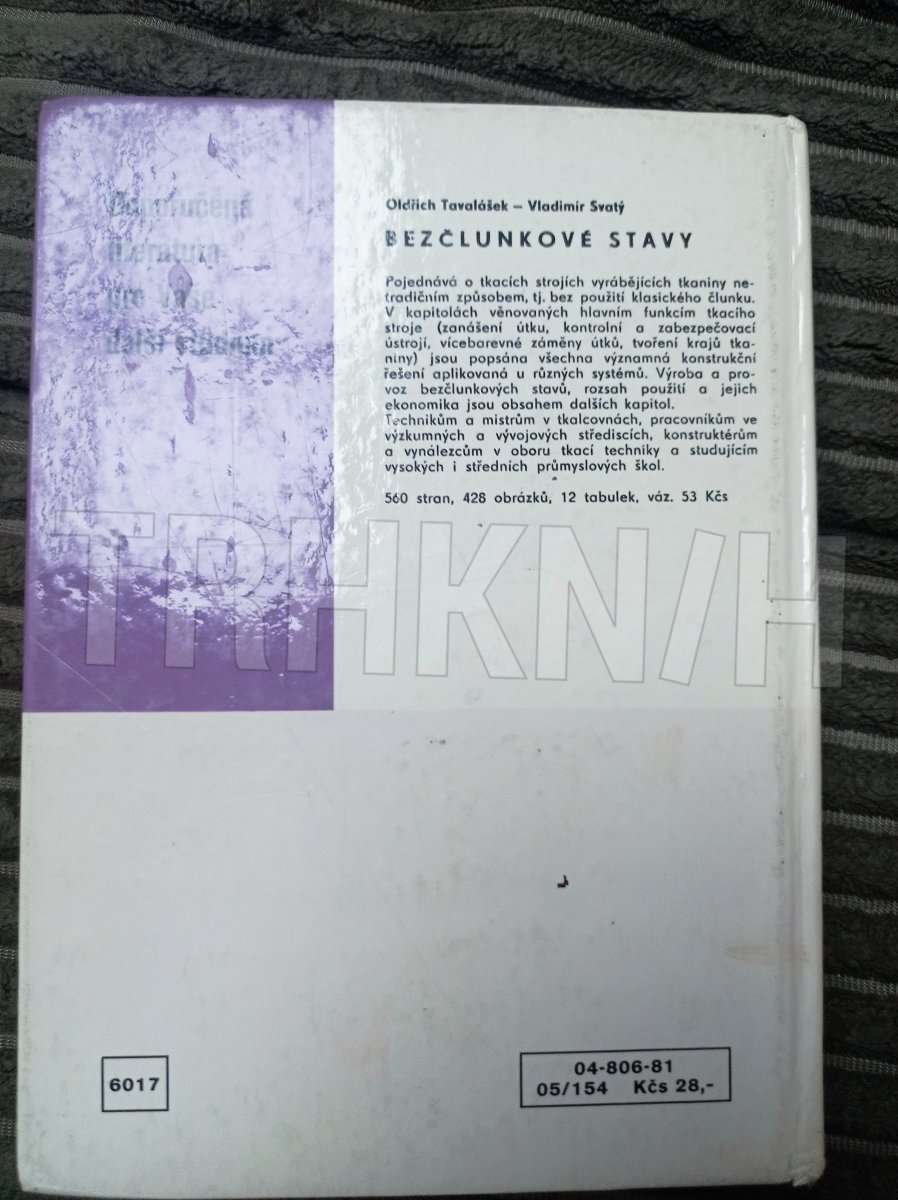 Doporučená
literatura
pro Vaše
další studium
Oldřich Tavalášek – Vladimír Svatý
BEZČLUNKOVÉ STAVY
Pojednává o tkacích strojích vyrábějících tkaniny ne-
tradičním způsobem, tj. bez použití klasického člunku.
V kapitolách věnovaných hlavním funkcím tkacího
stroje (zanášení útku, kontrolní a zabezpečovací
ústrojí, vícebarevné záměny útků, tvoření krajů tka-
niny) jsou popsána všechna významná konstrukční
řešení aplikovaná u různých systémů. Výroba a pro-
voz bezčlunkových stavů, rozsah použití a jejich
ekonomika jsou obsahem dalších kapitol.
Technikům a mistrům v tkalcovnách, pracovníkům ve
výzkumných a vývojových střediscích, konstruktérům
a vynálezcům v oboru tkací techniky a studujícím
vysokých i středních průmyslových škol.
560 stran, 428 obrázků, 12 tabulek, váz. 53 Kčs
TRHKNIH
6017
04-806-81
05/154 Kčs 28,-